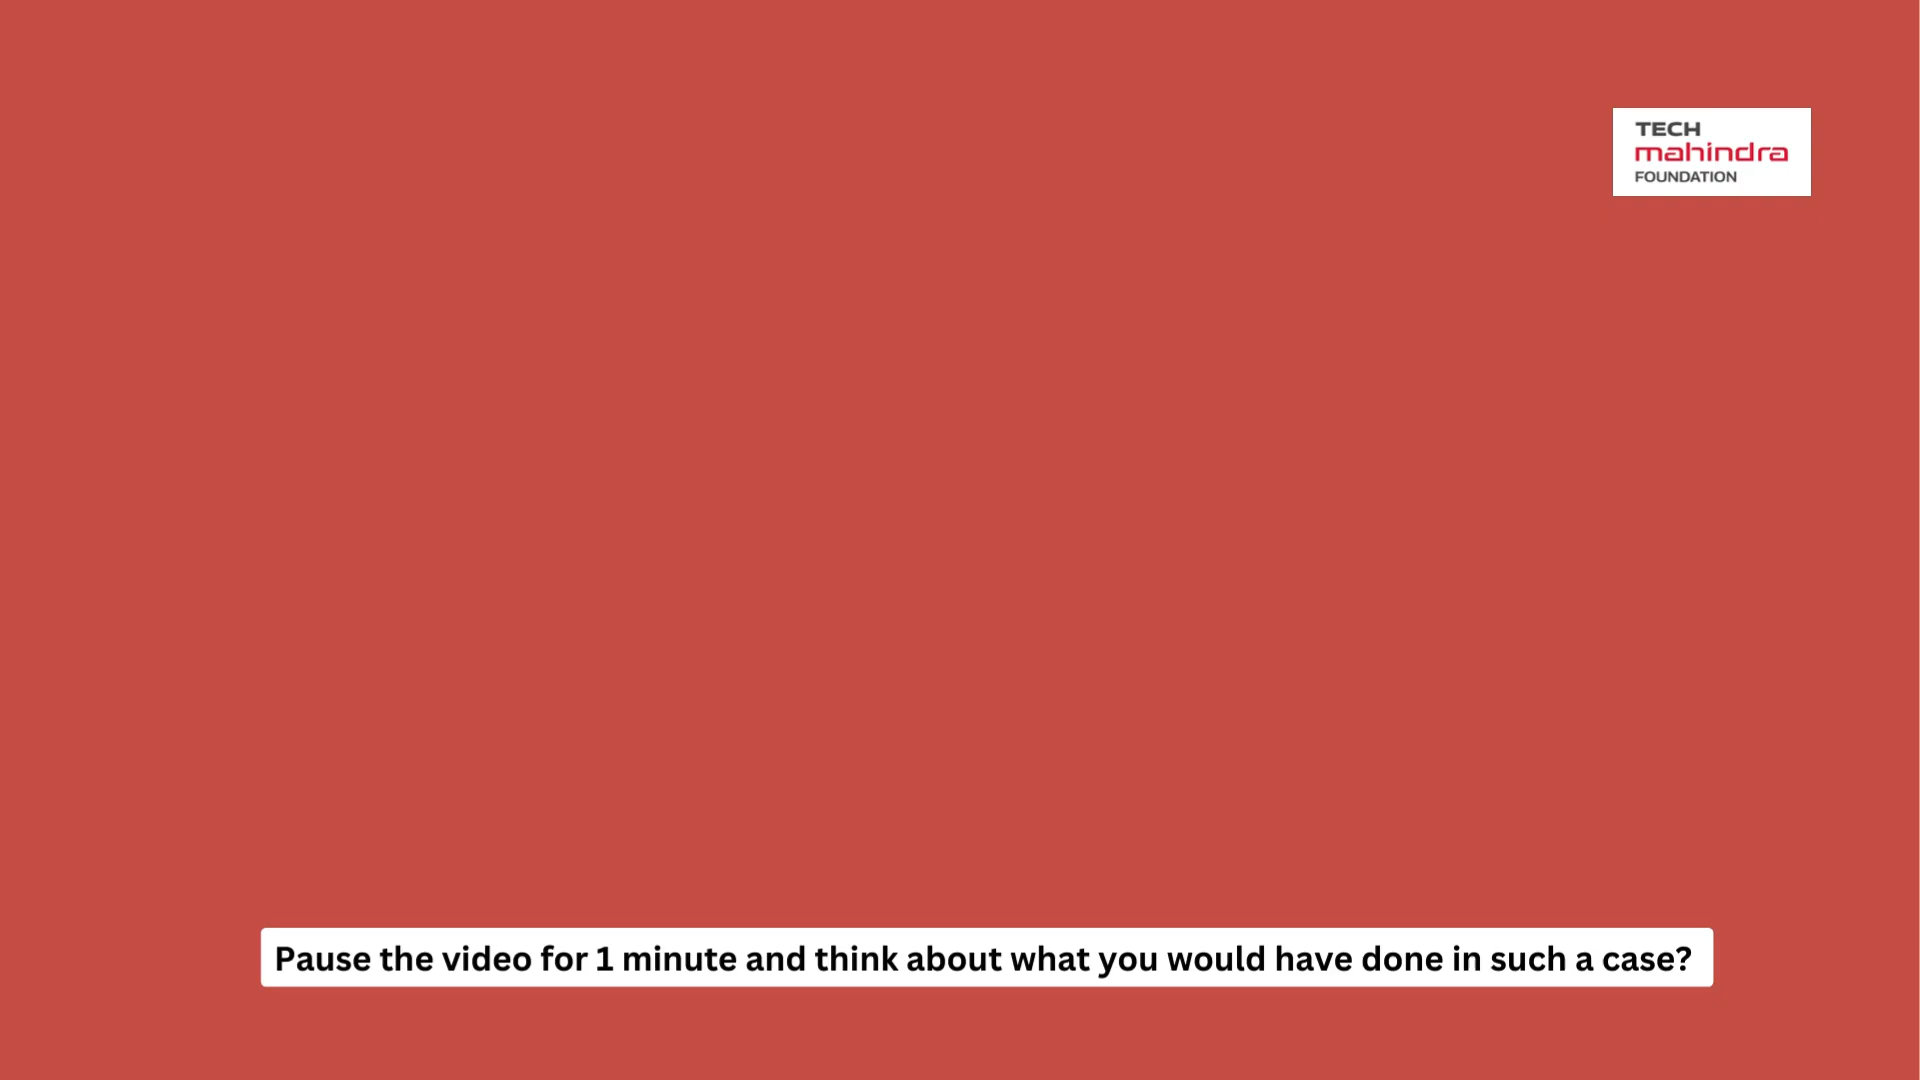 TECH
mahindra
FOUNDATION
Pause the video for 1 minute and think about what you would have done in such a case?